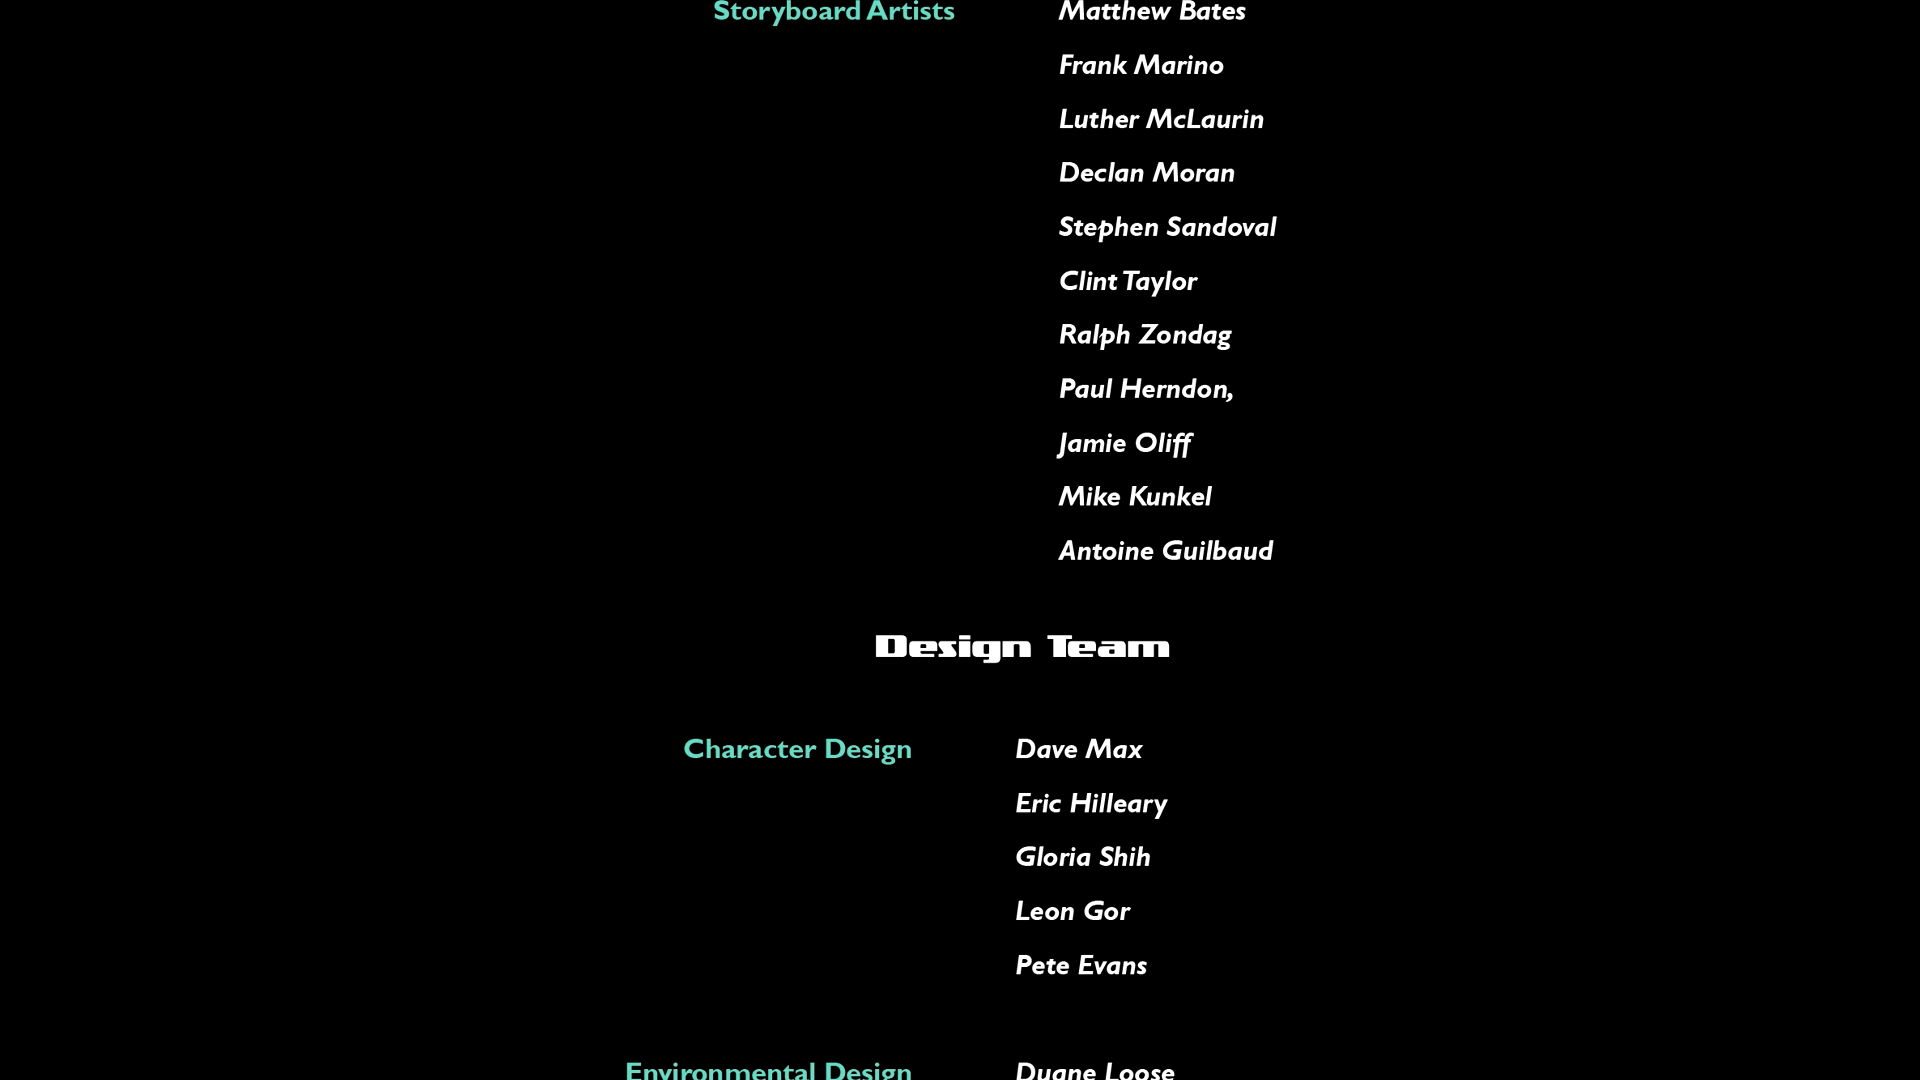 Storyboard Artists Matthew Bates
Frank Marino
Luther McLaurin
Declan Moran
Stephen Sandoval
Clint Taylor
Ralph Zondag
Paul Herndon,
Jamie Oliff
Mike Kunkel
Antoine Guilbaud
Design Team
Character Design Dave Max
Eric Hilleary
Gloria Shih
Leon Gor
Pete Evans
Environmental Design Duane Loose